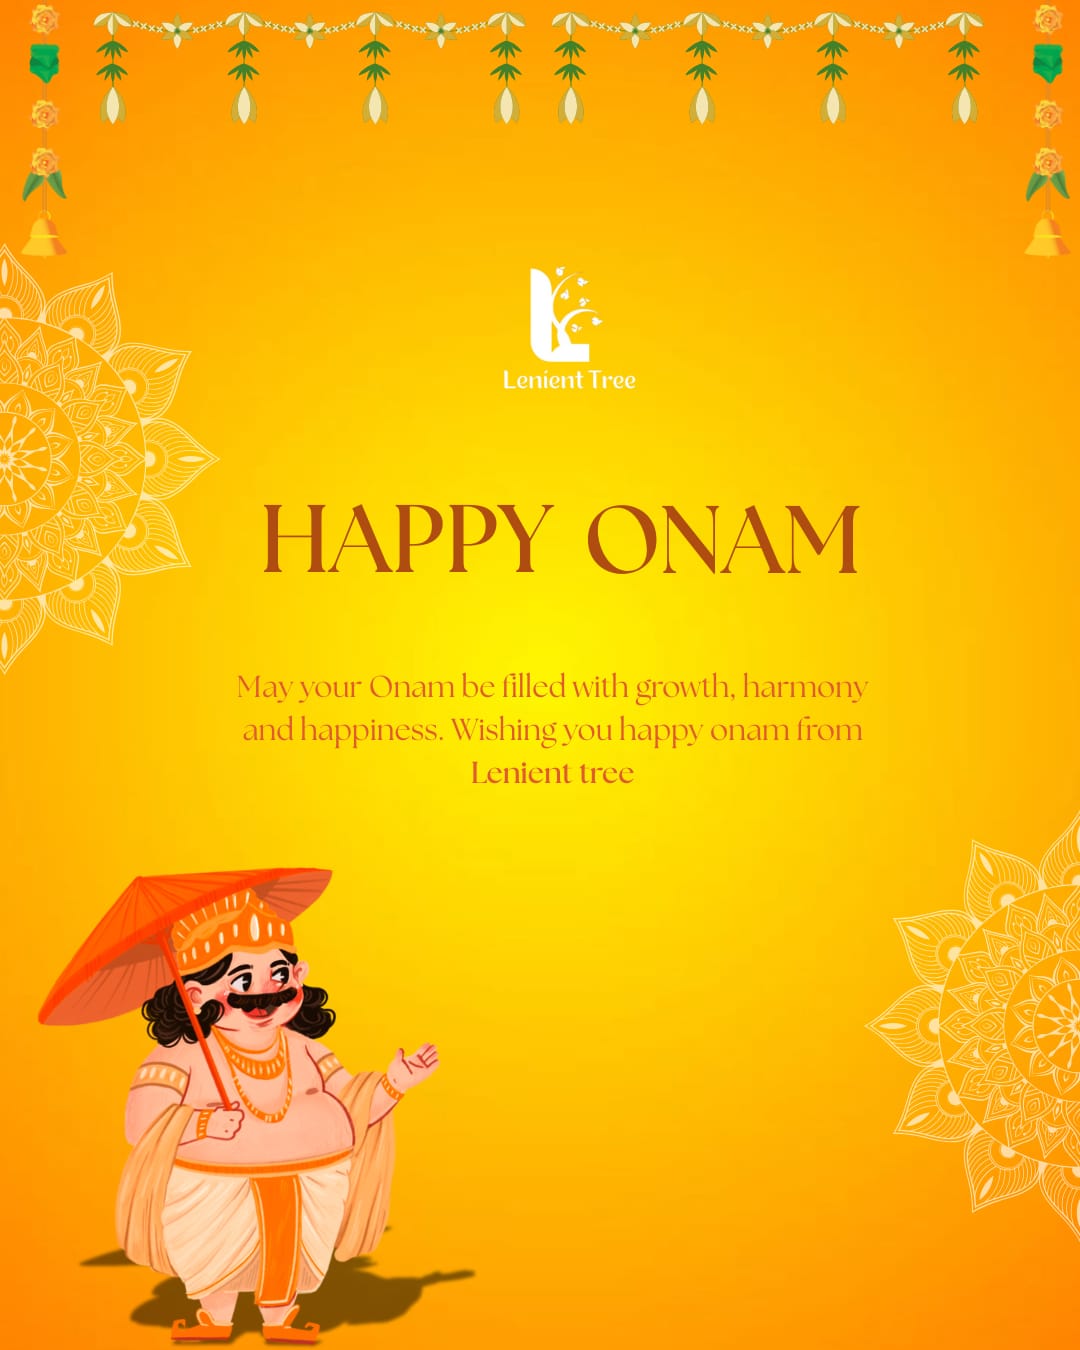 Lenient Tree
HAPPY ONAM
May your Onam be filled with growth, harmony
and happiness. Wishing you happy onam from
Lenient tree